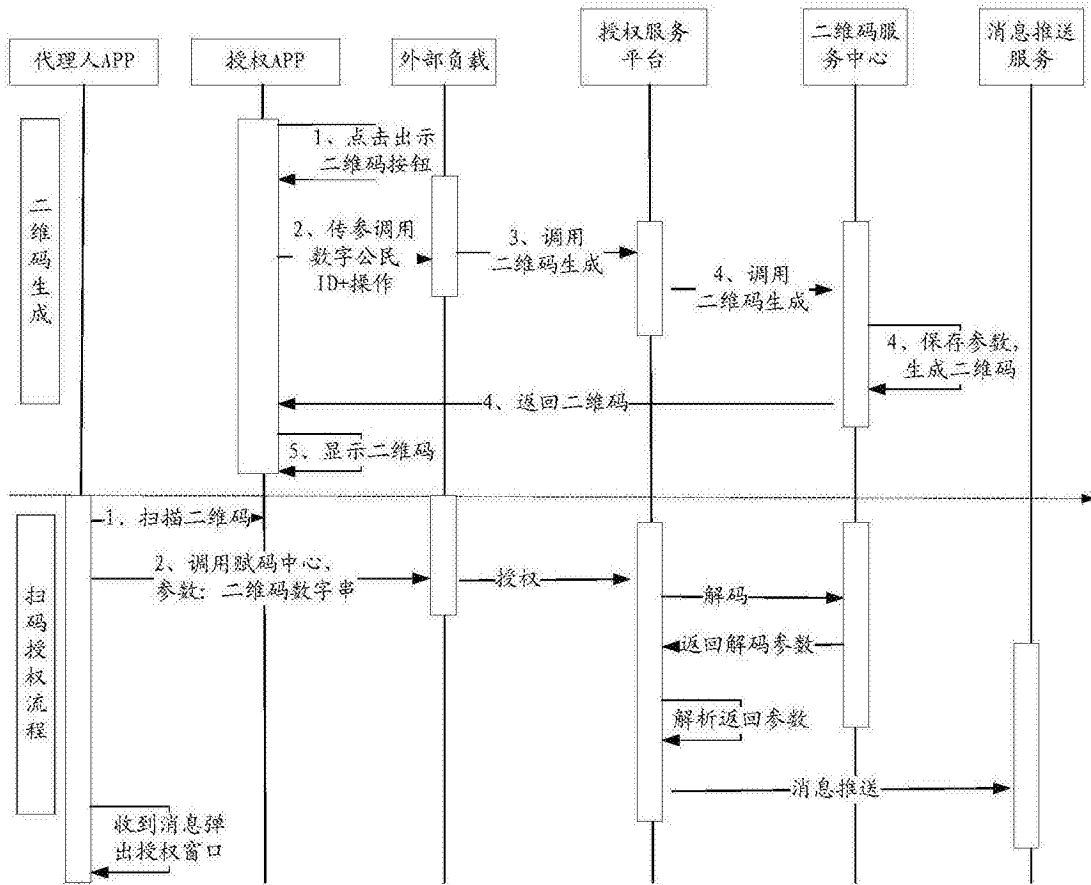 代理人APP
授权APP
外部负载
授权服务
平台
二维码服
务中心
消息推送
服务
二维码生成
1、点击出示
二维码按钮
2、传参调用
数字公民
ID+操作
3、调用
二维码生成
4、调用
二维码生成
4、保存参数,
生成二维码
4、返回二维码
5、显示二维码
扫码授权流程
1、扫描二维码
2、调用赋码中心、
参数：二维码数字串
授权
解码
返回解码参数
解析返回参数
消息推送
收到消息弹
出授权窗口